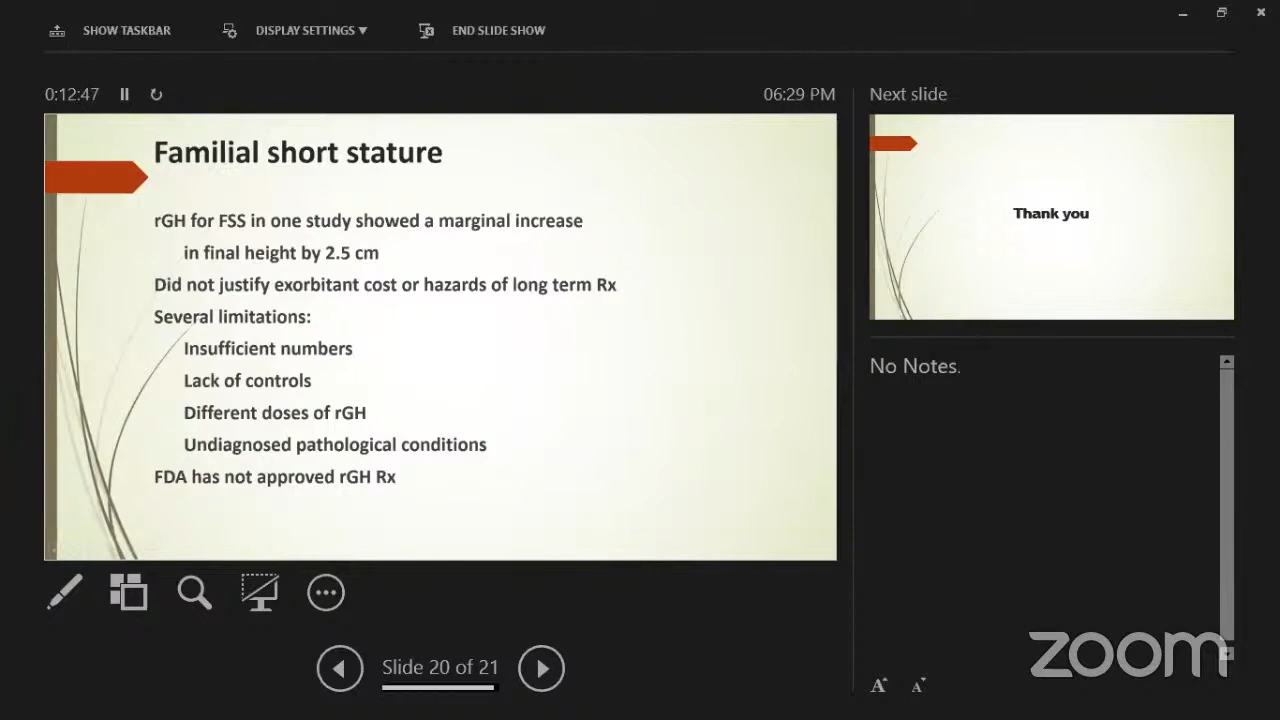 SHOW TASKBAR
DISPLAY SETTINGS
END SLIDE SHOW
0:12:47
06:29 PM
Next slide
Familial short stature
rGH for FSS in one study showed a marginal increase
in final height by 2.5 cm
Did not justify exorbitant cost or hazards of long term Rx
Several limitations:
Insufficient numbers
Lack of controls
Different doses of rGH
Undiagnosed pathological conditions
FDA has not approved rGH Rx
Thank you
No Notes.
Slide 20 of 21
A A
zoom